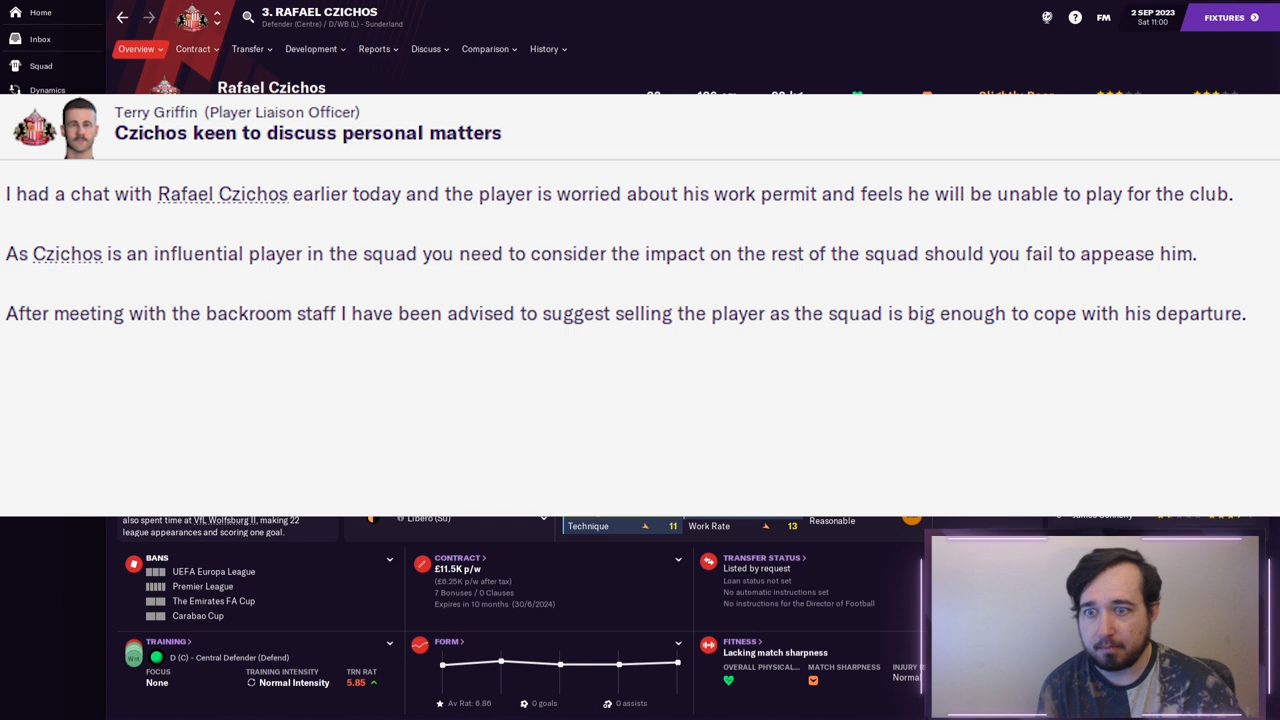 Home
3. RAFAEL CZICHOS
Defender (Centre) / D/WB (L) - Sunderland
FM
2 SEP 2023
Sat 11:00
FIXTURES
Inbox
Overview
Contract
Transfer
Development
Reports
Discuss
Comparison
History
Squad
Dynamics
Rafael Czichos
Terry Griffin (Player Liaison Officer)
Czichos keen to discuss personal matters
I had a chat with Rafael Czichos earlier today and the player is worried about his work permit and feels he will be unable to play for the club.
As Czichos is an influential player in the squad you need to consider the impact on the rest of the squad should you fail to appease him.
After meeting with the backroom staff I have been advised to suggest selling the player as the squad is big enough to cope with his departure.
also spent time at VfL Wolfsburg II, making 22
league appearances and scoring one goal.
Libero (Su)
Technique 11
Work Rate 13
Reasonable
BANS
UEFA Europa League
Premier League
The Emirates FA Cup
Carabao Cup
CONTRACT >
£11.5K p/w
(£6.25K p/w after tax)
7 Bonuses / 0 Clauses
Expires in 10 months (30/6/2024)
TRANSFER STATUS >
Listed by request
Loan status not set
No automatic instructions set
No instructions for the Director of Football
TRAINING >
D (C) - Central Defender (Defend)
FOCUS
None
TRAINING INTENSITY
Normal Intensity
TRN RAT
5.85
FORM >
Av Rat: 6.86
0 goals
0 assists
FITNESS >
Lacking match sharpness
OVERALL PHYSICAL...
MATCH SHARPNESS
INJURY
Normal